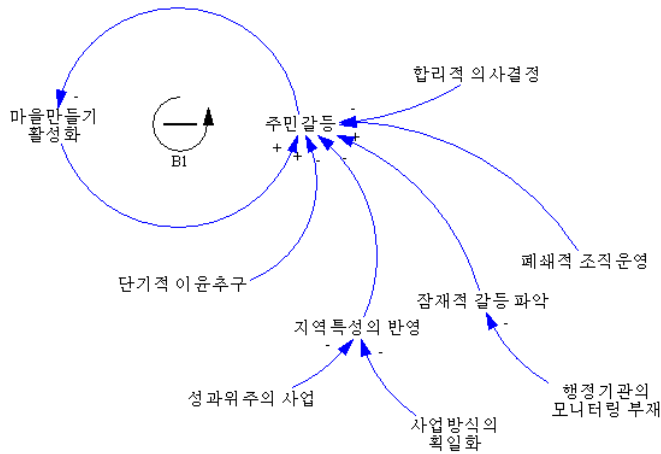 합리적 의사결정
-
마을만들기
활성화
B1
주민갈등
-
+
+
+
-
-
폐쇄적 조직운영
단기적 이윤추구
잠재적 갈등 파악
-
지역특성의 반영
-
-
성과위주의 사업
행정기관의
모니터링 부재
사업방식의
획일화